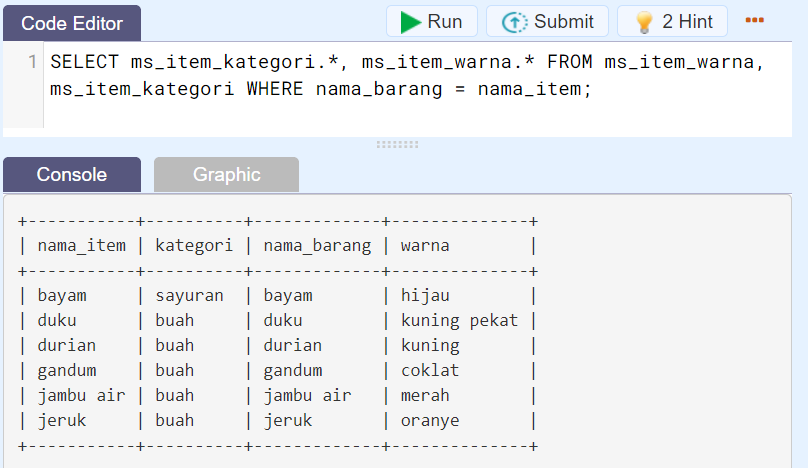 Code Editor Run Submit 2 Hint
1 SELECT ms_item_kategori.*, ms_item_warna.* FROM ms_item_warna,
ms_item_kategori WHERE nama_barang = nama_item;
Console Graphic
+-----------+----------+-------------+--------------+
| nama_item | kategori | nama_barang | warna        |
+-----------+----------+-------------+--------------+
| bayam     | sayuran  | bayam       | hijau        |
| duku      | buah     | duku        | kuning pekat |
| durian    | buah     | durian      | kuning       |
| gandum    | buah     | gandum      | coklat       |
| jambu air | buah     | jambu air   | merah        |
| jeruk     | buah     | jeruk       | oranye       |
+-----------+----------+-------------+--------------+